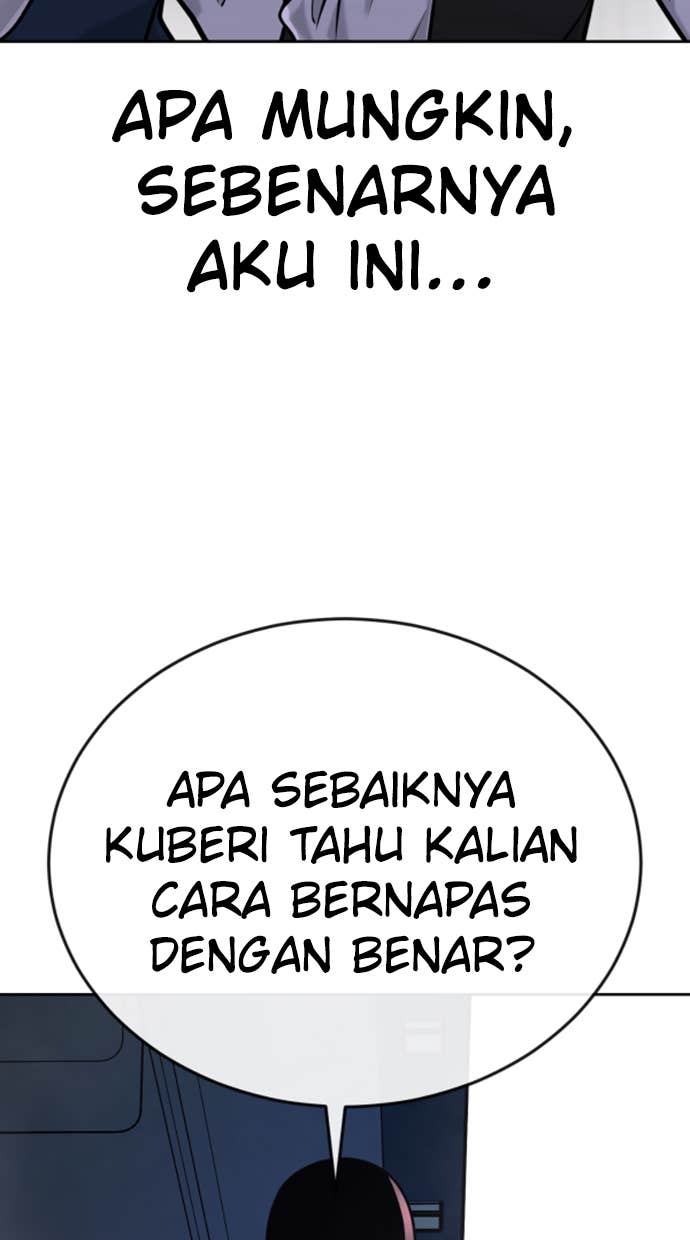 APA MUNGKIN,
SEBENARNYA
AKU INI...
APA SEBAIKNYA
KUBERI TAHU KALIAN
CARA BERNAPAS
DENGAN BENAR?